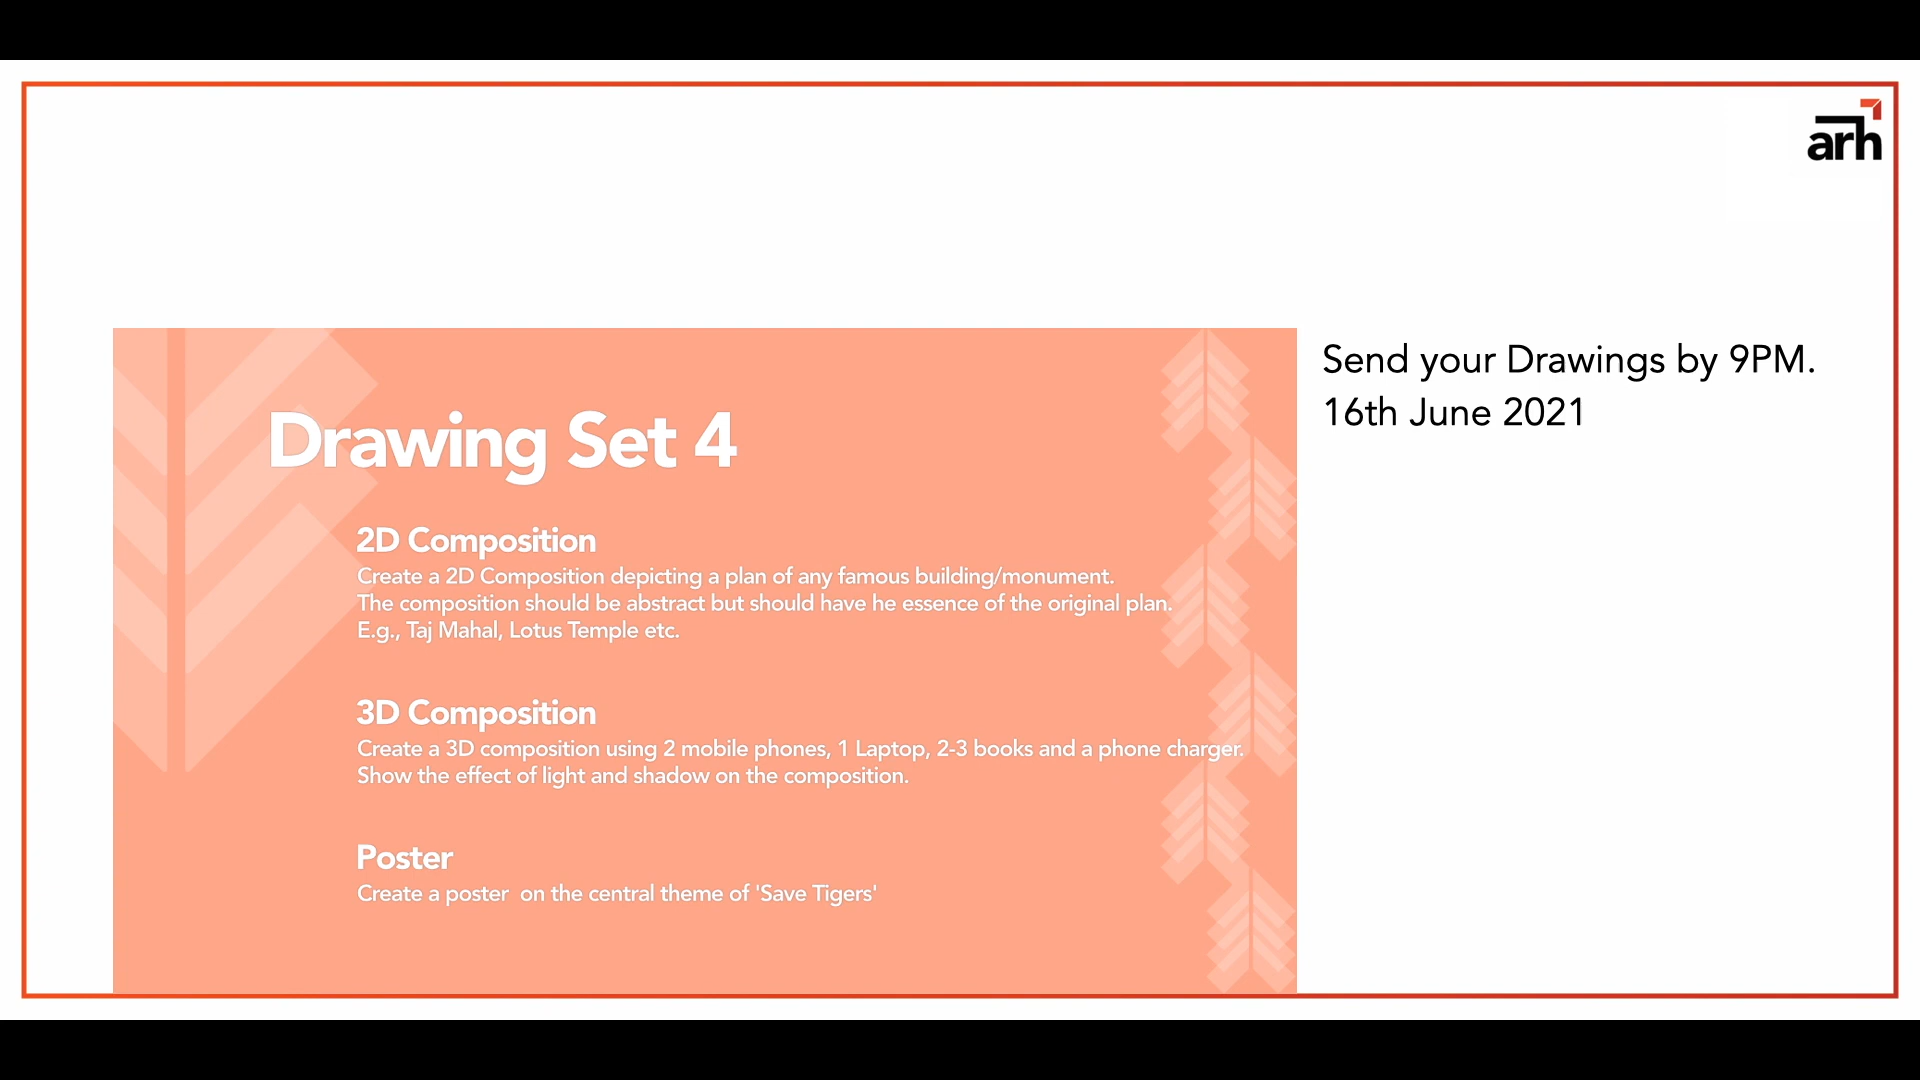 arh
Drawing Set 4
2D Composition
Create a 2D Composition depicting a plan of any famous building/monument.
The composition should be abstract but should have he essence of the original plan.
E.g., Taj Mahal, Lotus Temple etc.
3D Composition
Create a 3D composition using 2 mobile phones, 1 Laptop, 2-3 books and a phone charger.
Show the effect of light and shadow on the composition.
Poster
Create a poster  on the central theme of 'Save Tigers'
Send your Drawings by 9PM.
16th June 2021